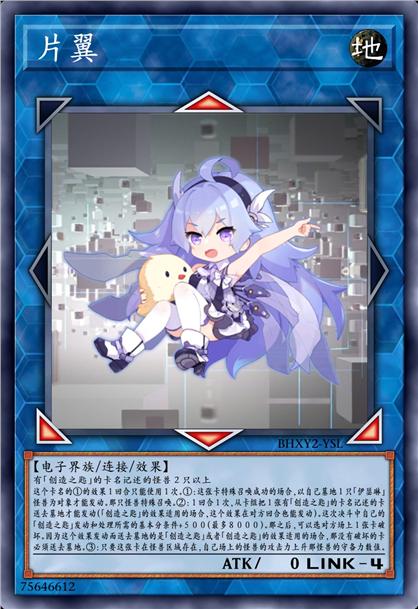 片翼
地
BHXY2-YSL
【电子界族/连接/效果】
有「创造之匙」的卡名记述的怪兽2只以上
这个卡名的①的效果1回合只能使用1次。①:这张卡特殊召唤成功的场合,以自己墓地1只「伊瑟琳」
怪兽为对象才能发动。那只怪兽特殊召唤。②:1回合1次,从卡组把1张有「创造之匙」的卡名记述的卡
送去墓地才能发动(「创造之匙」的效果适用的场合,这个效果在对方回合也能发动)。这次决斗中自己的
「创造之匙」发动和处理所需的基本分条件+500(最多8000)。那之后,可以选对方场上1张卡破
坏。因为这个效果发动而送去墓地的是「创造之匙」或者「创造之匙」的效果适用的场合,那没有破坏的卡
必须送去墓地。③:只要这张卡在怪兽区域存在,自己场上的怪兽的攻击力上升那怪兽的守备力数值。
ATK/ 0 LINK-4
75646612